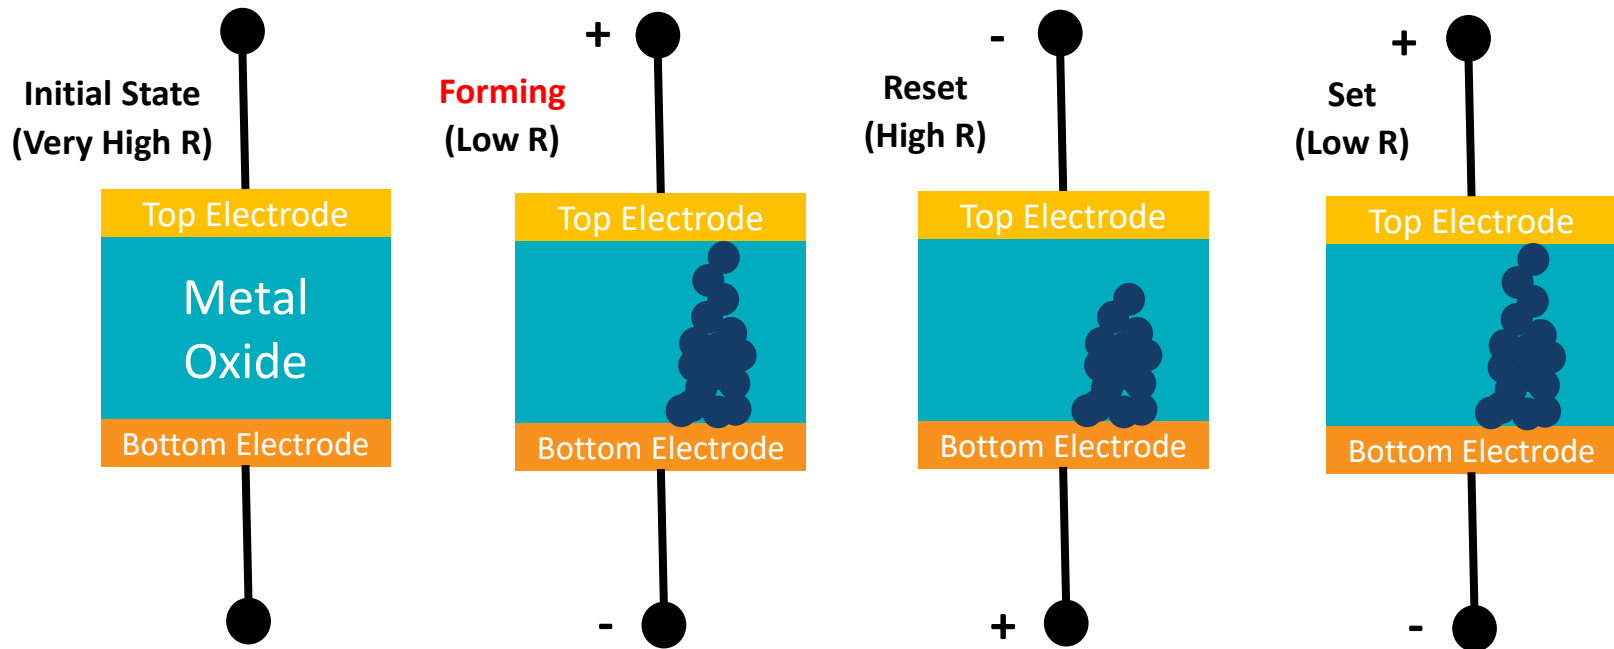 Initial State
(Very High R)
Top Electrode
Metal
Oxide
Bottom Electrode
+
Forming
(Low R)
Top Electrode
Bottom Electrode
-
-
Reset
(High R)
Top Electrode
Bottom Electrode
+
+
Set
(Low R)
Top Electrode
Bottom Electrode
-